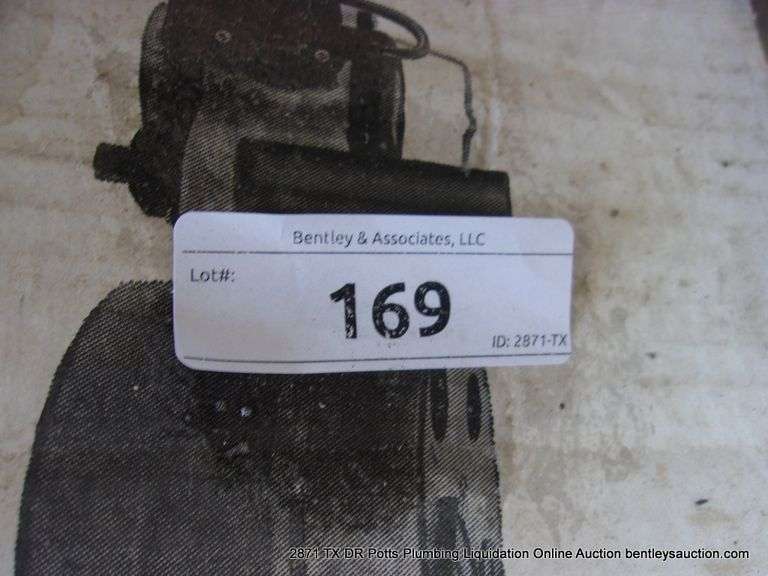 Bentley & Associates, LLC
Lot#:
169
ID: 2871-TX
2871 TX DR Potts Plumbing Liquidation Online Auction bentleysauction.com